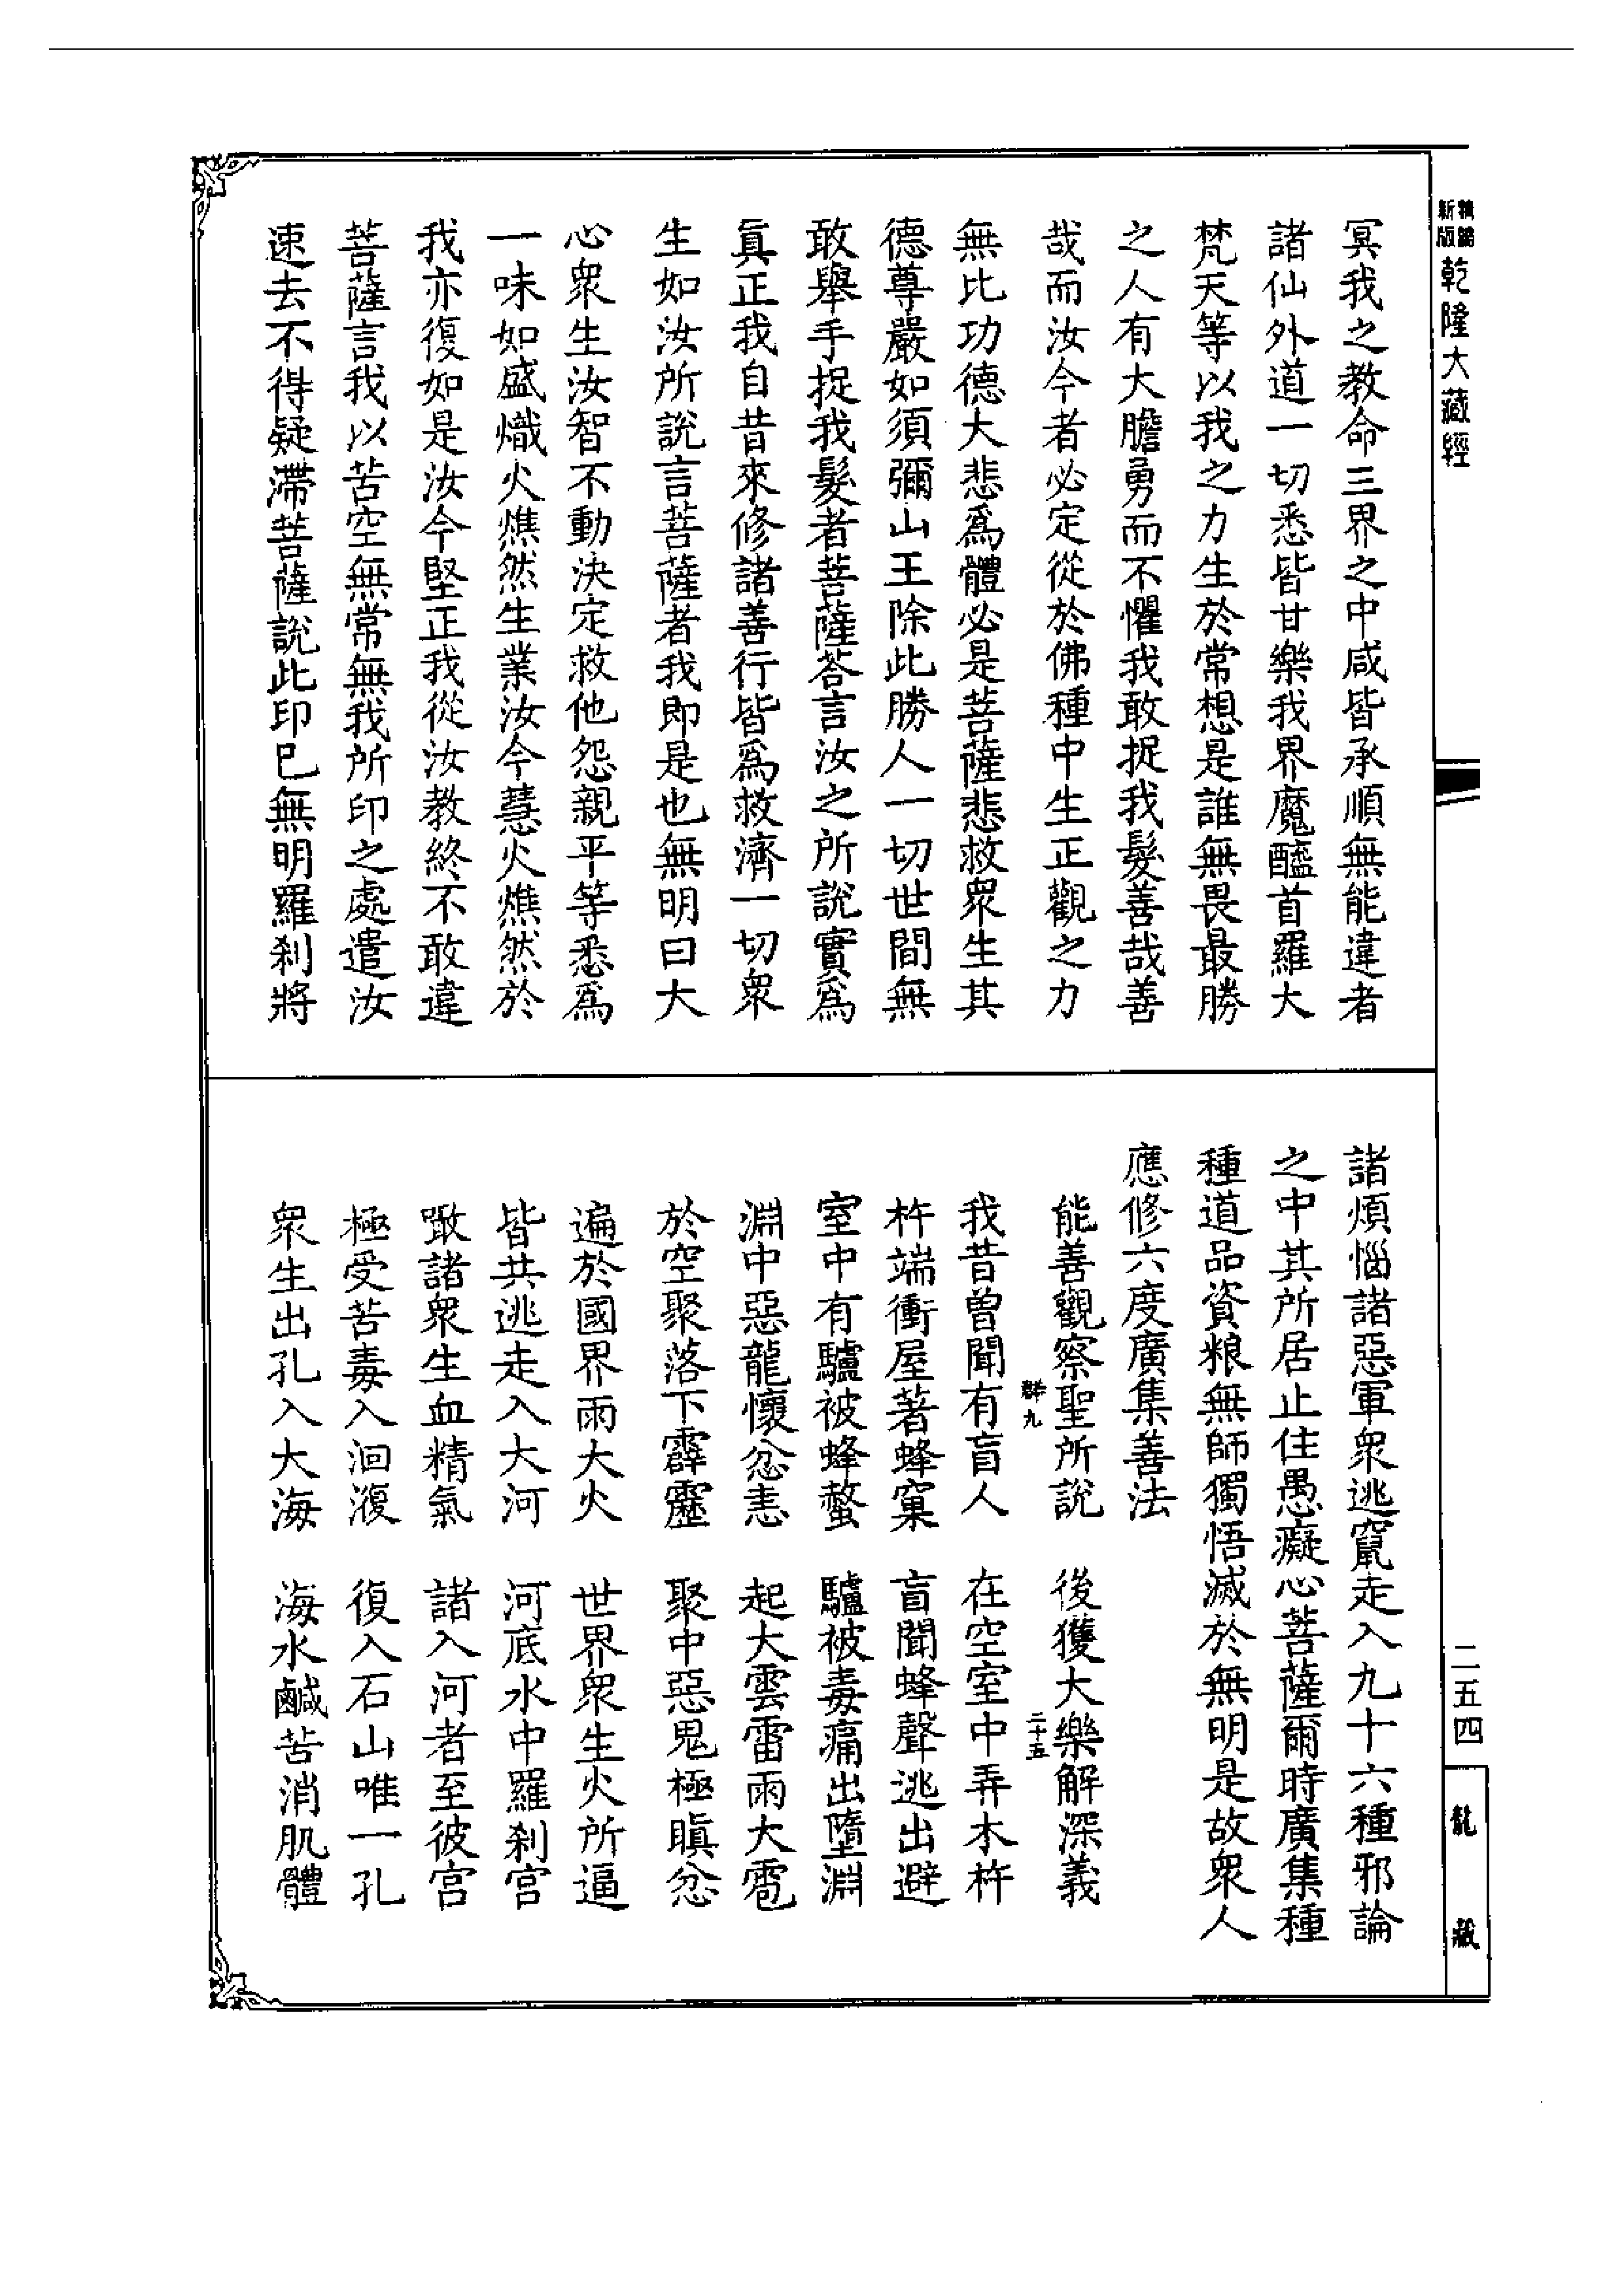 新版
精縮
乾隆大藏經
冥我之教命三界之中咸皆承順無能違者
諸仙外道一切悉皆甘樂我界魔醯首羅大
梵天等以我之力生於常想是誰無畏最勝
之人有大膽勇而不懼我敢捉我髮善哉善
哉而汝今者必定從於佛種中生正觀之力
無比功德大悲爲體必是菩薩悲救衆生其
德尊嚴如須彌山王除此勝人一切世間無
敢舉手捉我髮者菩薩荅言汝之所說實爲
眞正我自昔來修諸善行皆爲救濟一切衆
生如汝所說言菩薩者我即是也無明曰大
心衆生汝智不動決定救他怨親平等悉爲
一味如盛熾火燋然生業汝今慧火燋然於
我亦復如是汝今堅正我從汝教終不敢違
菩薩言我以苦空無常無我所印之處遣汝
速去不得疑滯菩薩說此印已無明羅刹將
諸煩惱諸惡軍衆逃竄走入九十六種邪論
之中其所居止住愚癡心菩薩爾時廣集種
種道品資粮無師獨悟滅於無明是故衆人
應修六度廣集善法
能善觀察聖所說　後獲大樂解深義
群九　二十五
我昔曾聞有盲人　在空室中弄木杵
杵端衝屋著蜂窠　盲聞蜂聲逃出避
室中有驢被蜂螫　驢被毒痛出墮淵
淵中惡龍懷忿恚　起大雲雷雨大雹
於空聚落下霹靂　聚中惡鬼極瞋忿
遍於國界雨大火　世界衆生火所逼
皆共逃走入大河　河底水中羅刹宮
噉諸衆生血精氣　諸入河者至彼宮
極受苦毒入洄澓　復入石山唯一孔
衆生出孔入大海　海水鹹苦消肌體
二五四
龍藏